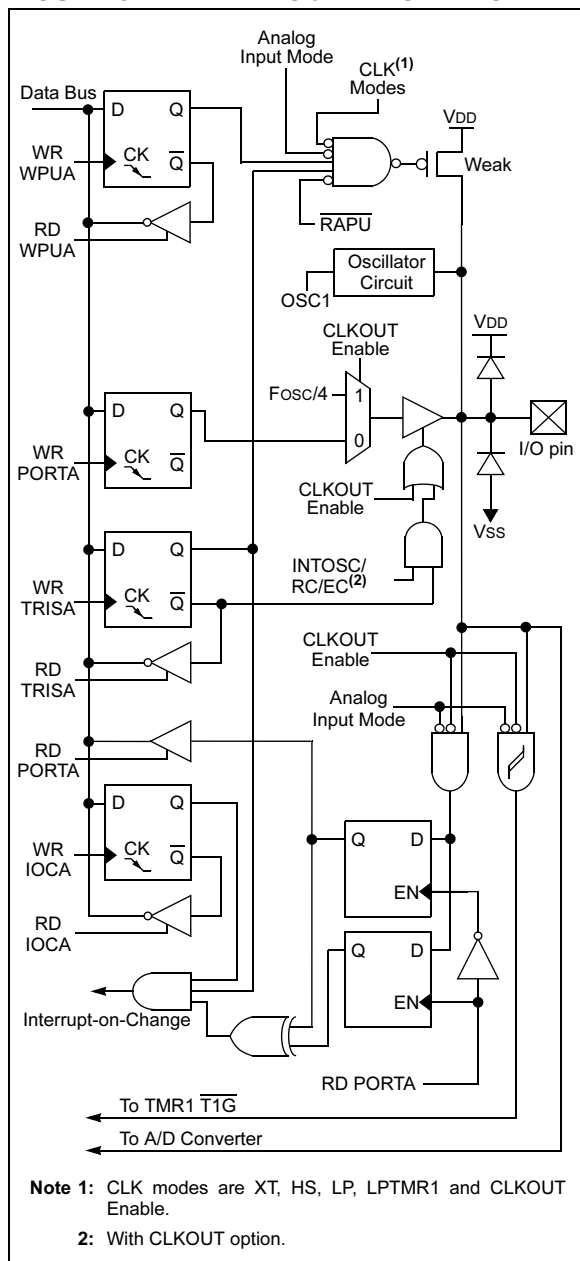 Analog
Input Mode
CLK(1)
Modes
Data Bus
D Q
VDD
WR
WPUA
CK Q
Weak
RD
WPUA
RAPU
Oscillator
Circuit
OSC1
CLKOUT
Enable
VDD
FOSC/4
1
D Q
0
I/O pin
WR
PORTA
CK Q
CLKOUT
Enable
VSS
D Q
INTOSC/
RC/EC(2)
WR
TRISA
CK Q
CLKOUT
Enable
RD
TRISA
Analog
Input Mode
RD
PORTA
D Q
Q D
WR
IOCA
CK Q
EN
RD
IOCA
Q D
Interrupt-on-Change
EN
RD PORTA
To TMR1 T1G
To A/D Converter
Note 1: CLK modes are XT, HS, LP, LPTMR1 and CLKOUT
Enable.
2: With CLKOUT option.